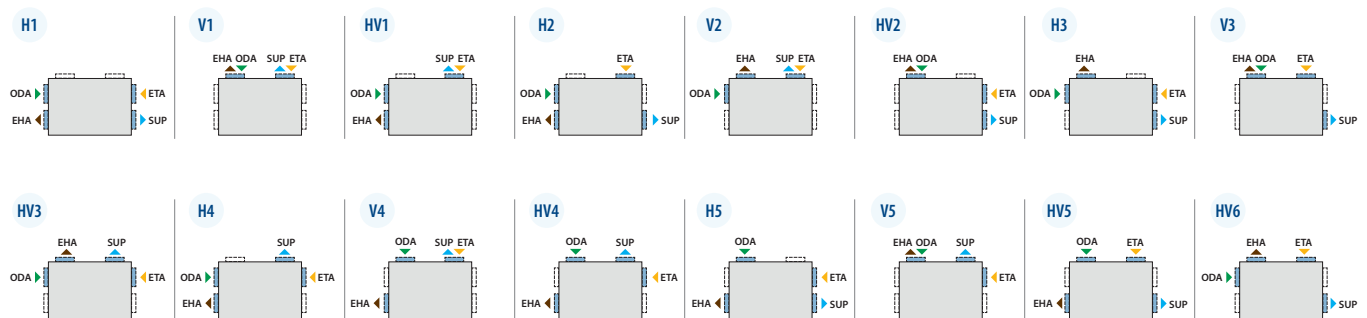 H1 V1 HV1 H2 V2 HV2 H3 V3
EHA ODA SUP ETA SUP ETA ETA EHA SUP ETA EHA ODA EHA EHA ODA ETA
ODA ETA ODA ODA ODA ETA ODA ETA
EHA SUP EHA EHA SUP SUP SUP SUP
HV3 H4 V4 HV4 H5 V5 HV5 HV6
EHA SUP SUP ODA SUP ETA ODA SUP ODA EHA ODA SUP ODA ETA EHA ETA
ODA ETA ODA ETA ETA ETA ETA ODA
EHA EHA EHA EHA SUP EHA SUP SUP